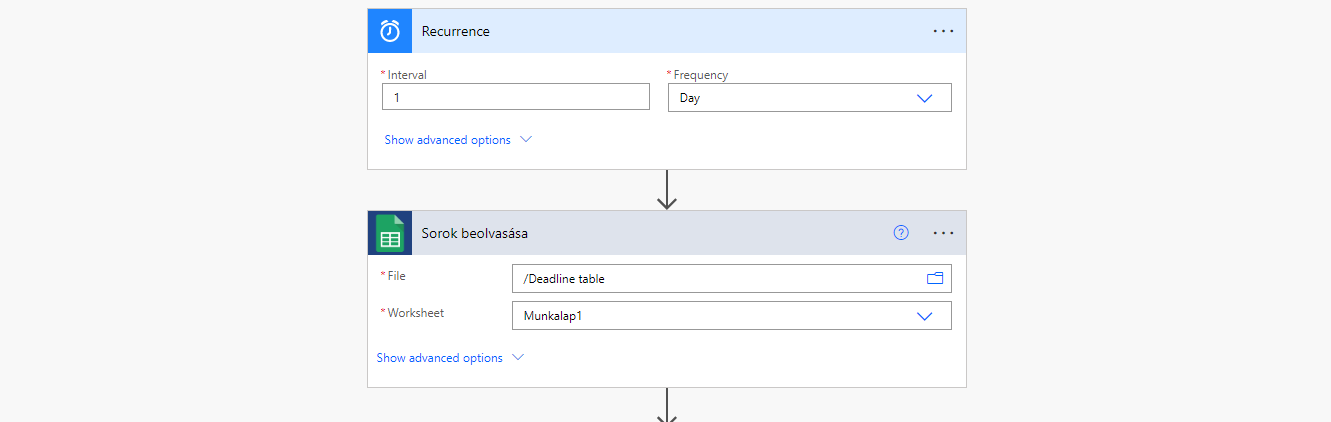 Recurrence
* Interval
* Frequency
1
Day
Show advanced options
Sorok beolvasása
* File
/Deadline table
* Worksheet
Munkalap1
Show advanced options